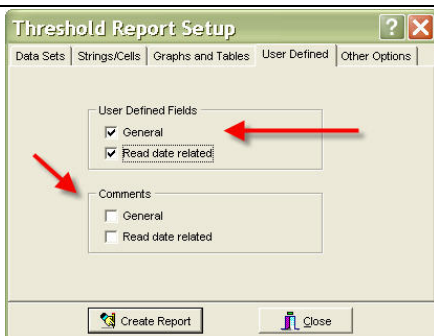 Threshold Report Setup
Data Sets Strings/Cells Graphs and Tables User Defined Other Options
User Defined Fields
General
Read date related
Comments
General
Read date related
Create Report Close